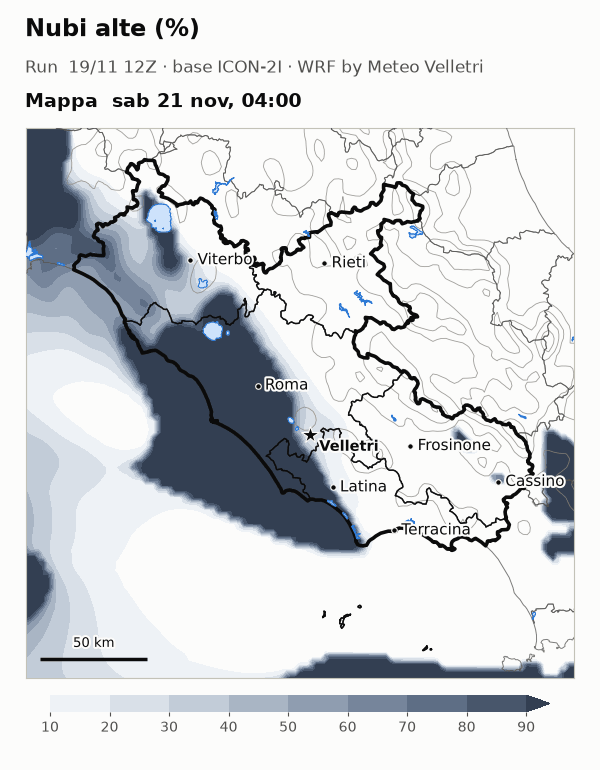 Nubi alte (%)
Run 19/11 12Z · base ICON-2I · WRF by Meteo Velletri
Mappa sab 21 nov, 04:00
Viterbo
Rieti
Roma
Velletri
Frosinone
Cassino
Latina
Terracina
50 km
10 20 30 40 50 60 70 80 90